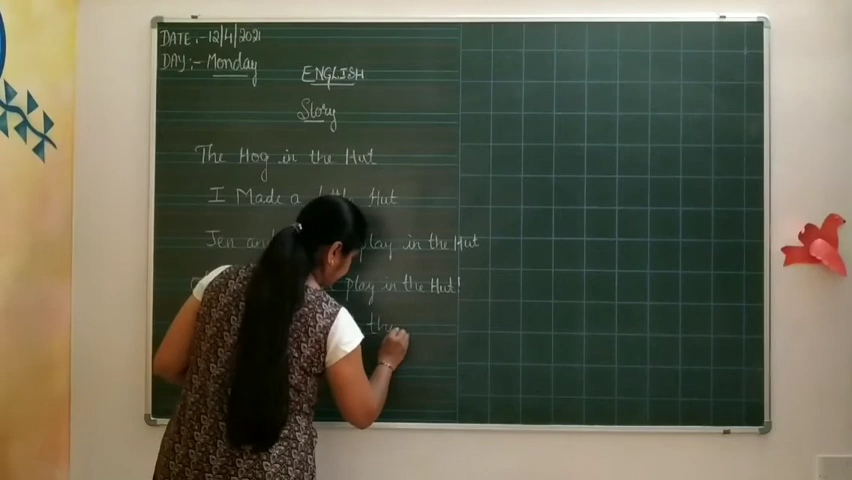 DATE :- 12/4/2021
DAY :- Monday
ENGLISH
Story
The Hog in the Hut
I Made a little Hut
Jen and play in the Hut
play in the Hut!
the